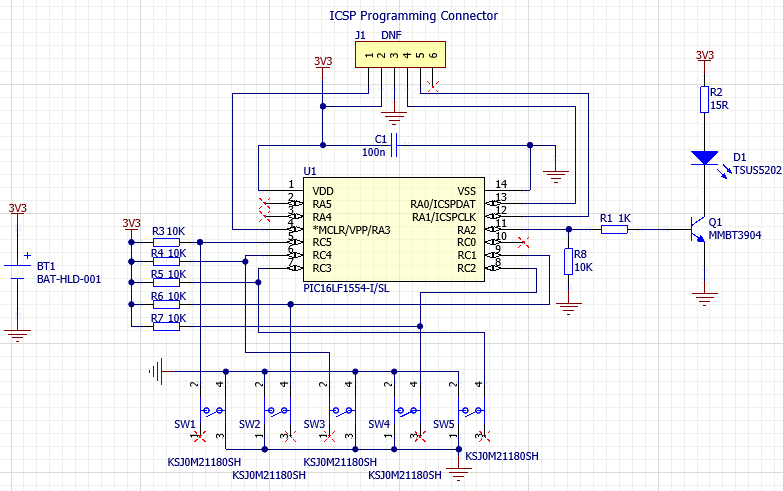 ICSP Programming Connector
J1 DNF
1 2 3 4 5 6
3V3
3V3
R2
15R
C1
100n
D1
TSUS5202
U1
1 VDD VSS 14
2 RA5 RA0/ICSPDAT 13
3 RA4 RA1/ICSPCLK 12
4 *MCLR/VPP/RA3 RA2 11
5 RC5 RC0 10
6 RC4 RC1 9
7 RC3 RC2 8
PIC16LF1554-I/SL
3V3
3V3
R3 10K
R4 10K
R5 10K
R6 10K
R7 10K
R1 1K
Q1
MMBT3904
R8
10K
+
BT1
BAT-HLD-001
2 4 2 4 2 4 2 4 2 4
SW1 SW2 SW3 SW4 SW5
1 3 1 3 1 3 1 3 1 3
KSJ0M21180SH KSJ0M21180SH KSJ0M21180SH
KSJ0M21180SH KSJ0M21180SH